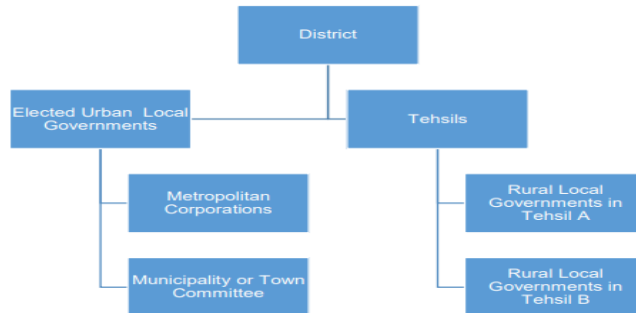 District
Elected Urban Local
Governments
Tehsils
Metropolitan
Corporations
Rural Local
Governments in
Tehsil A
Municipality or Town
Committee
Rural Local
Governments in
Tehsil B